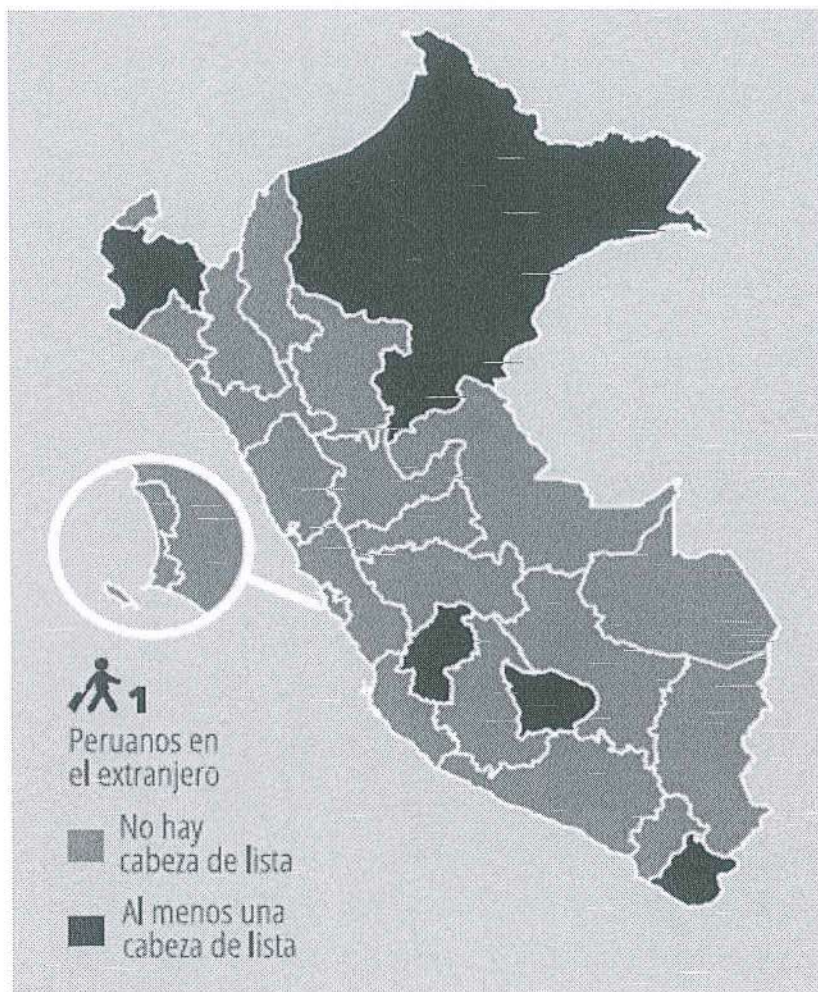 1
Peruanos en
el extranjero
No hay
cabeza de lista
Al menos una
cabeza de lista